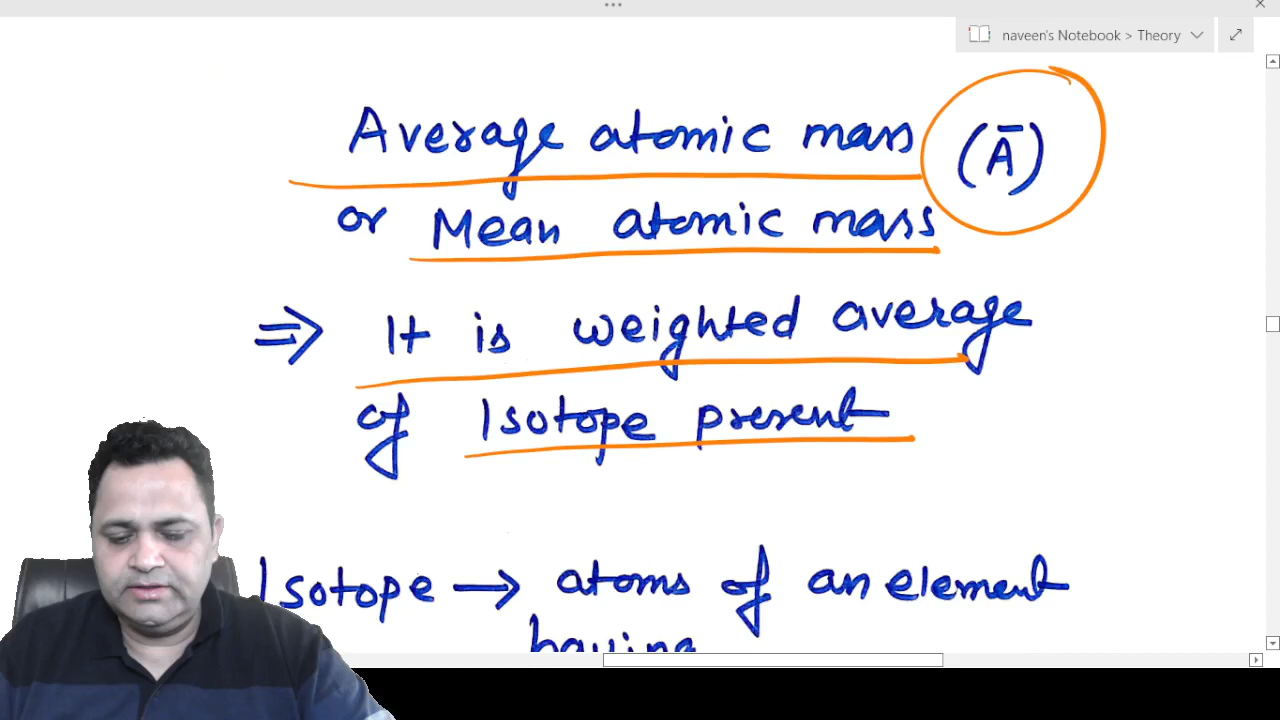 naveen's Notebook > Theory
Average atomic mass (Ā)
or Mean atomic mass
⇒ It is weighted average
of Isotope present
Isotope → atoms of an element
having